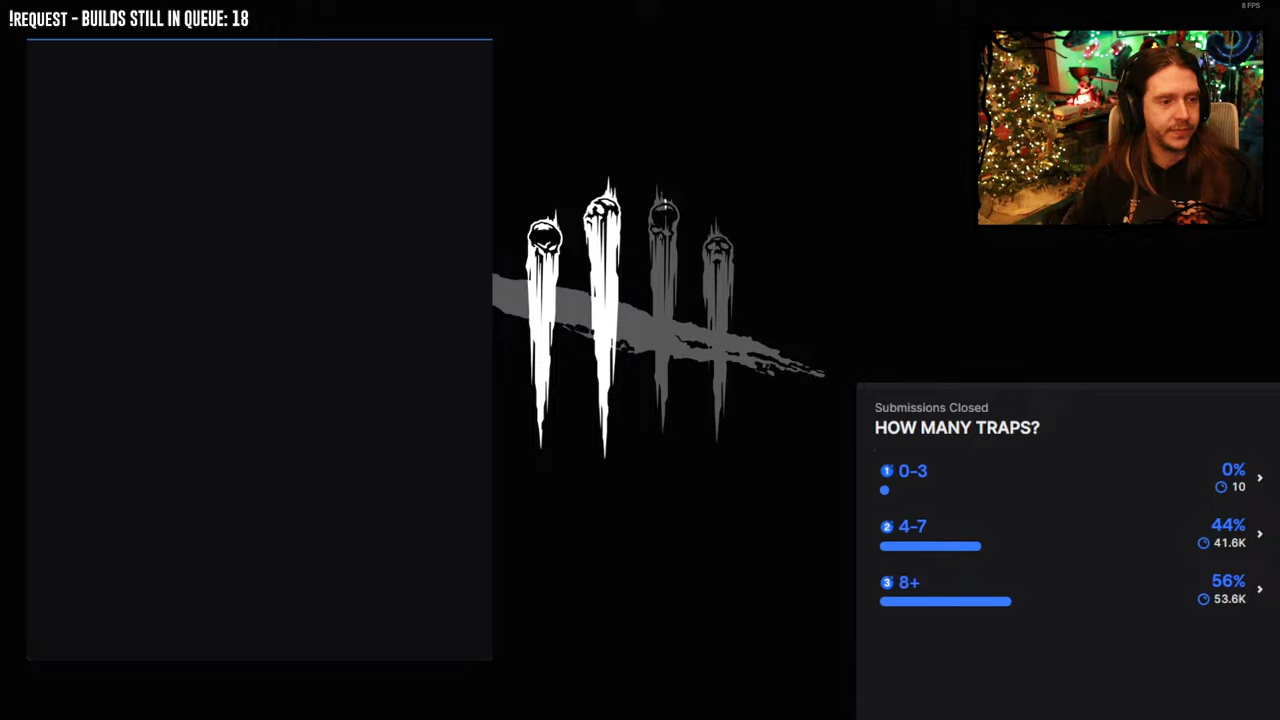 !REQUEST - BUILDS STILL IN QUEUE: 18
8 FPS
Submissions Closed
HOW MANY TRAPS?
1 0-3 0%
10
2 4-7 44%
41.6K
3 8+ 56%
53.6K